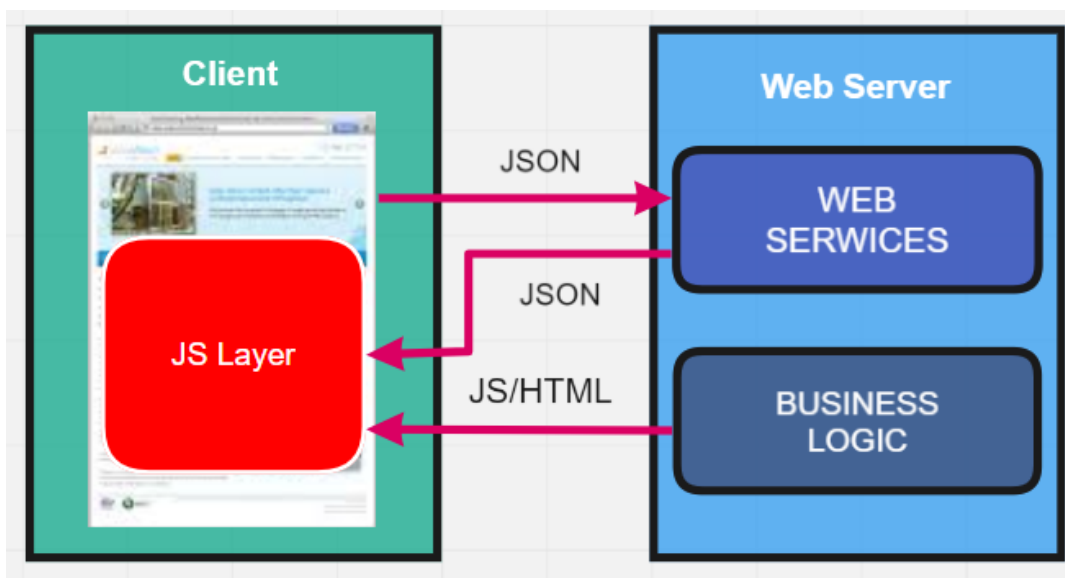 Client
Web Server
JSON
WEB
SERWICES
JSON
JS Layer
JS/HTML
BUSINESS
LOGIC